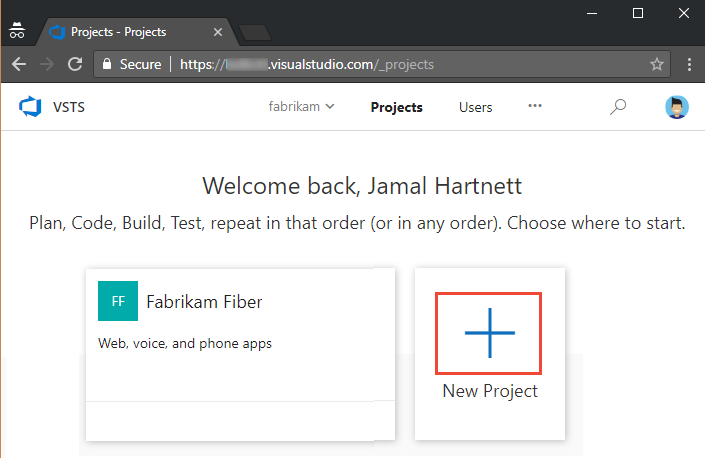 Projects - Projects
Secure https:// .visualstudio.com/_projects
VSTS fabrikam Projects Users ...
Welcome back, Jamal Hartnett
Plan, Code, Build, Test, repeat in that order (or in any order). Choose where to start.
FF Fabrikam Fiber
Web, voice, and phone apps
New Project